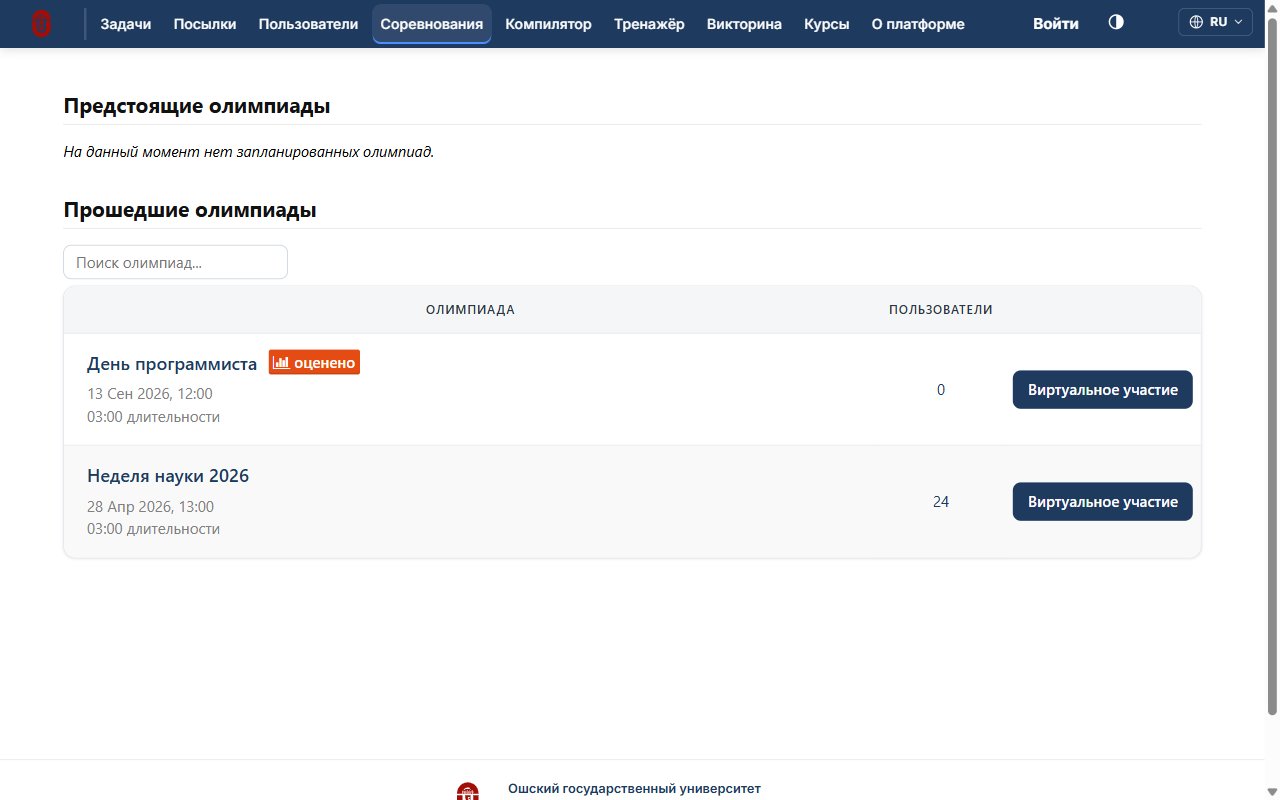 Задачи Посылки Пользователи Соревнования Компилятор Тренажёр Викторина Курсы О платформе Войти RU
Предстоящие олимпиады
На данный момент нет запланированных олимпиад.
Прошедшие олимпиады
Поиск олимпиад...
ОЛИМПИАДА ПОЛЬЗОВАТЕЛИ
День программиста оценено
13 Сен 2026, 12:00
03:00 длительности
0 Виртуальное участие
Неделя науки 2026
28 Апр 2026, 13:00
03:00 длительности
24 Виртуальное участие
Ошский государственный университет